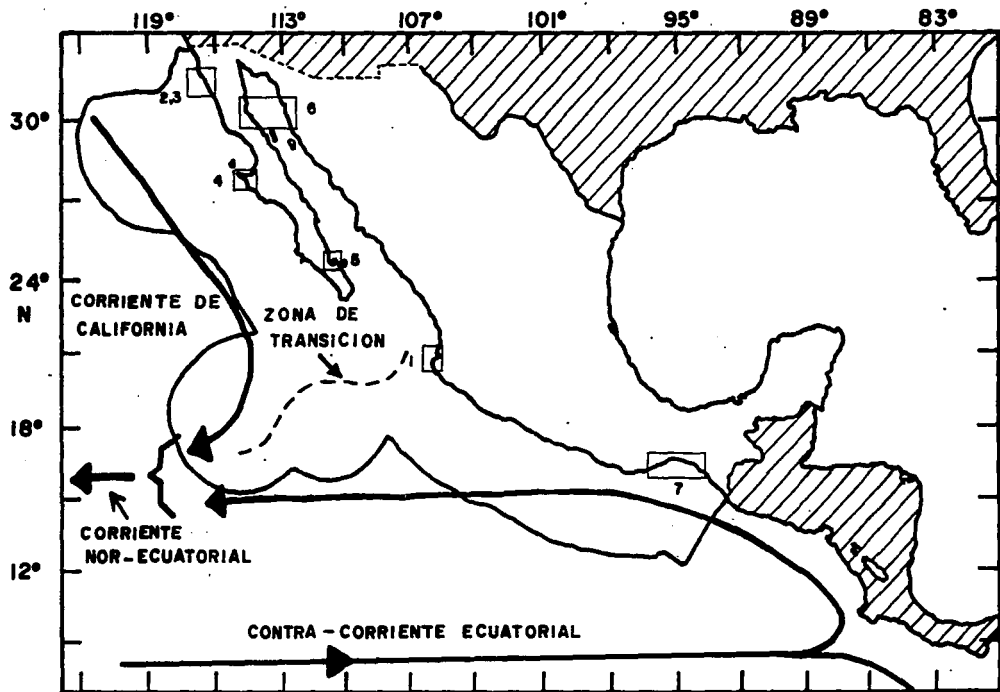 119° 113° 107° 101° 95° 89° 83°
2,3
6
30°
9
4
5
24°
N
CORRIENTE DE
CALIFORNIA
ZONA DE
TRANSICION
1
18°
7
CORRIENTE
NOR-ECUATORIAL
12°
CONTRA-CORRIENTE ECUATORIAL